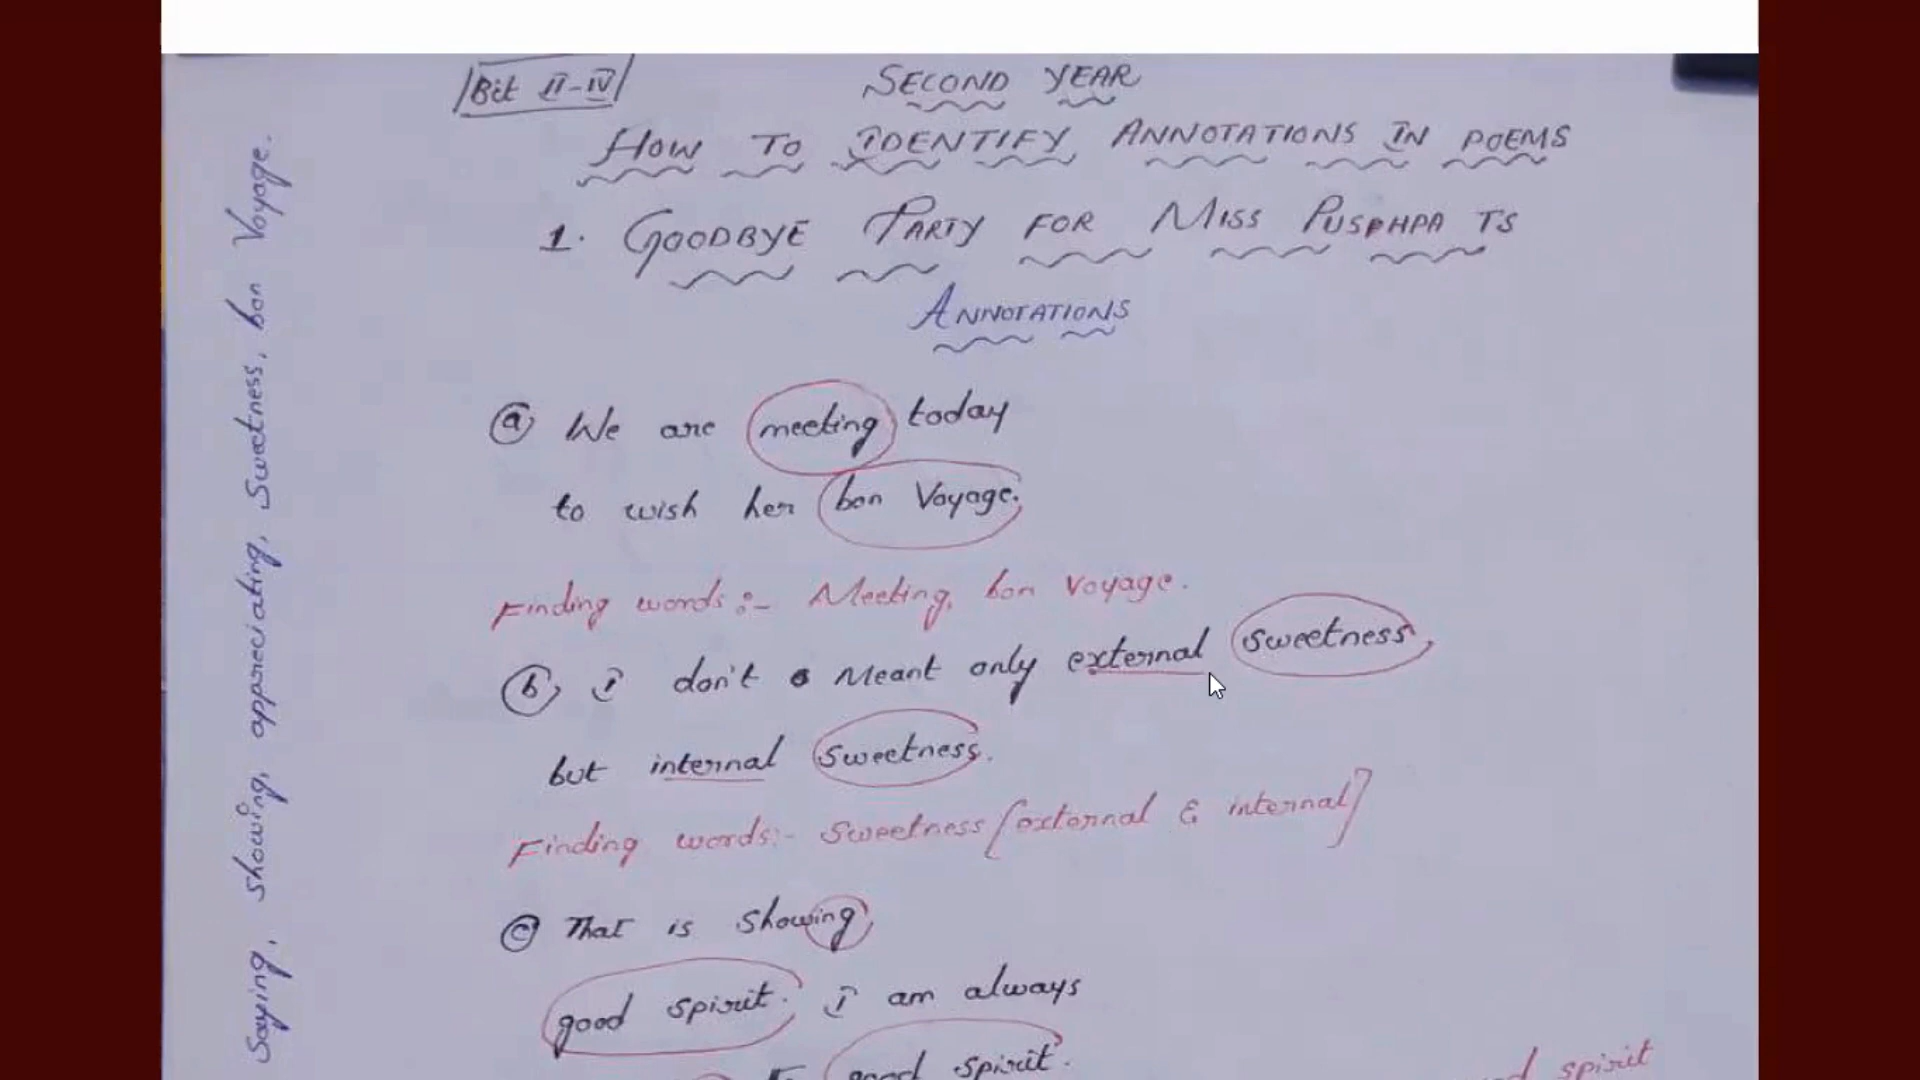 Bit II-IV
SECOND YEAR
HOW TO IDENTIFY ANNOTATIONS IN POEMS
1. GOODBYE PARTY FOR MISS PUSPHPA TS
ANNOTATIONS
(a) We are meeting today
to wish her bon Voyage.
Finding words:- Meeting, bon Voyage.
(b) I don't Meant only external sweetness,
but internal sweetness.
Finding words:- Sweetness [external & internal]
(c) That is showing
good spirit. I am always
good spirit.
spirit
Saying, showing, appreciating, Sweetness, bon Voyage.